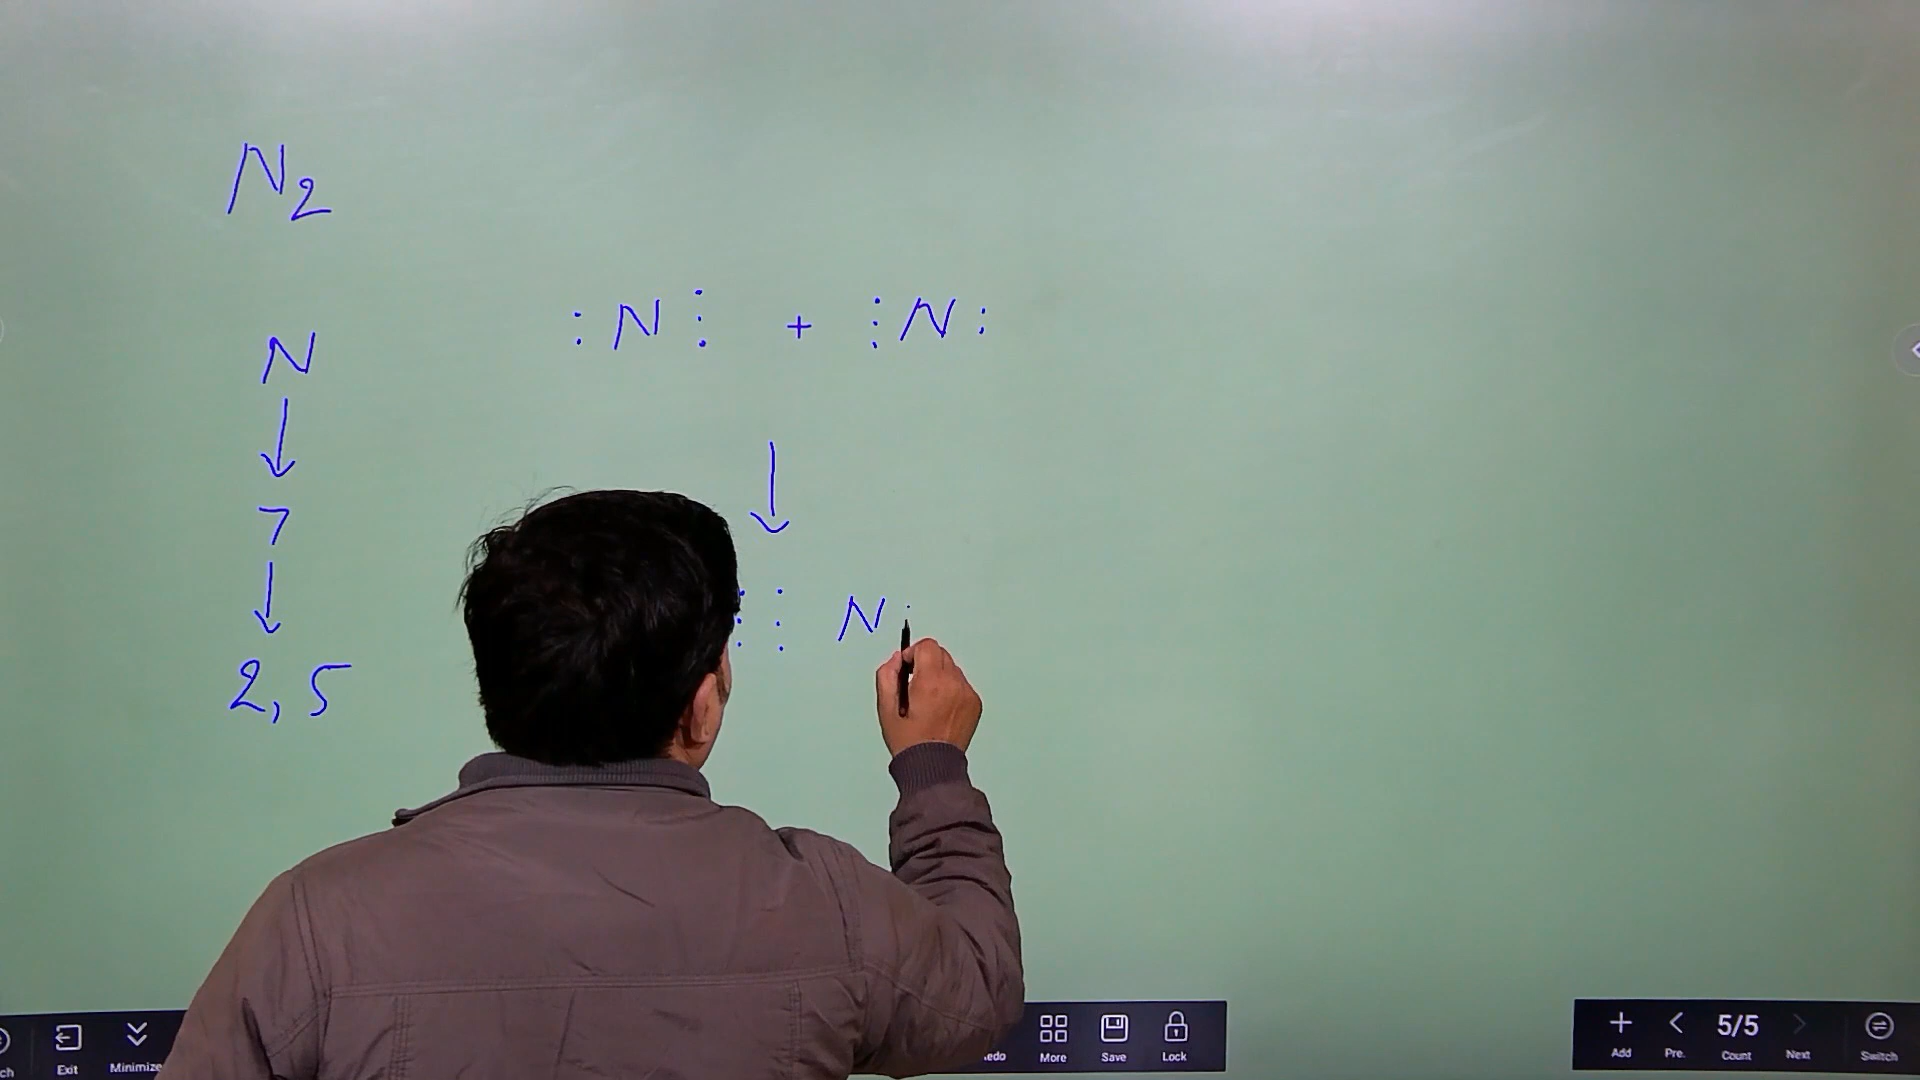 N₂
:N⋮ + ⋮N:
N
↓
↓
7
↓
⋮⋮ N:
2, 5
Exit
Minimize
More
Save
Lock
Add
Pre.
5/5
Count
Next
Switch